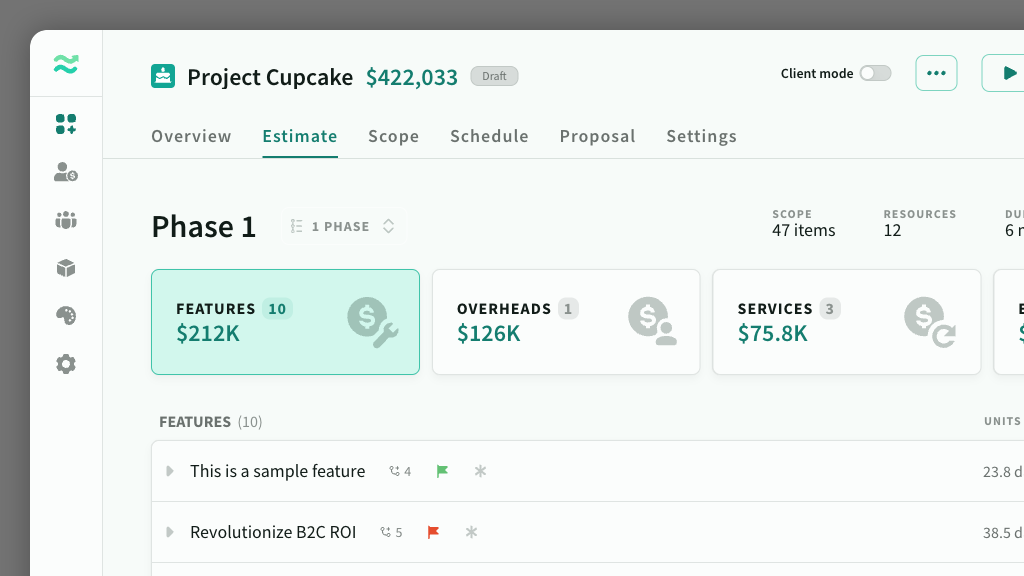 Project Cupcake $422,033 Draft
Client mode
Overview Estimate Scope Schedule Proposal Settings
Phase 1 1 PHASE
SCOPE
47 items
RESOURCES
12
6
FEATURES 10
$212K
OVERHEADS 1
$126K
SERVICES 3
$75.8K
FEATURES (10) UNITS
This is a sample feature 4 23.8 d
Revolutionize B2C ROI 5 38.5 d